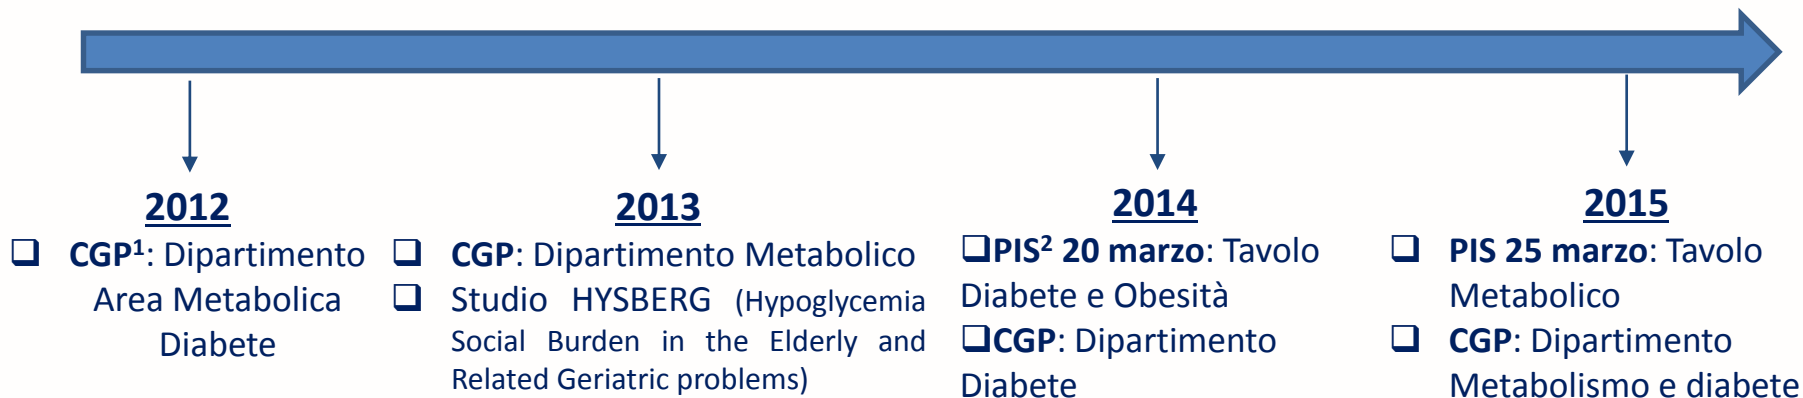 2012
❑ CGP¹: Dipartimento
Area Metabolica
Diabete
2013
❑ CGP: Dipartimento Metabolico
❑ Studio HYSBERG (Hypoglycemia
Social Burden in the Elderly and
Related Geriatric problems)
2014
❑PIS² 20 marzo: Tavolo
Diabete e Obesità
❑CGP: Dipartimento
Diabete
2015
❑ PIS 25 marzo: Tavolo
Metabolico
❑ CGP: Dipartimento
Metabolismo e diabete